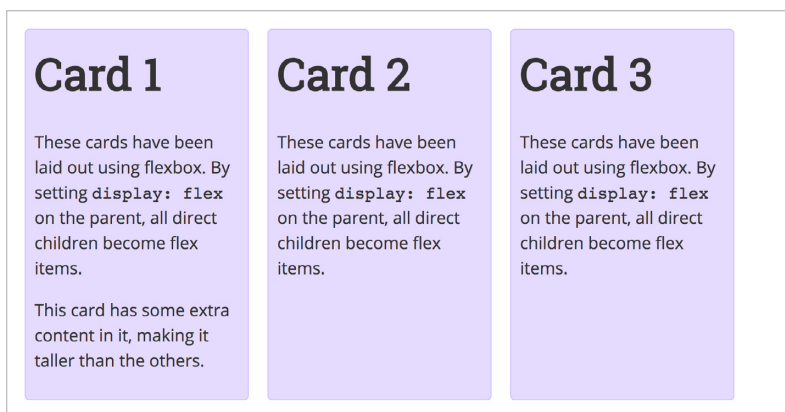 Card 1
These cards have been
laid out using flexbox. By
setting display: flex
on the parent, all direct
children become flex
items.
This card has some extra
content in it, making it
taller than the others.
Card 2
These cards have been
laid out using flexbox. By
setting display: flex
on the parent, all direct
children become flex
items.
Card 3
These cards have been
laid out using flexbox. By
setting display: flex
on the parent, all direct
children become flex
items.